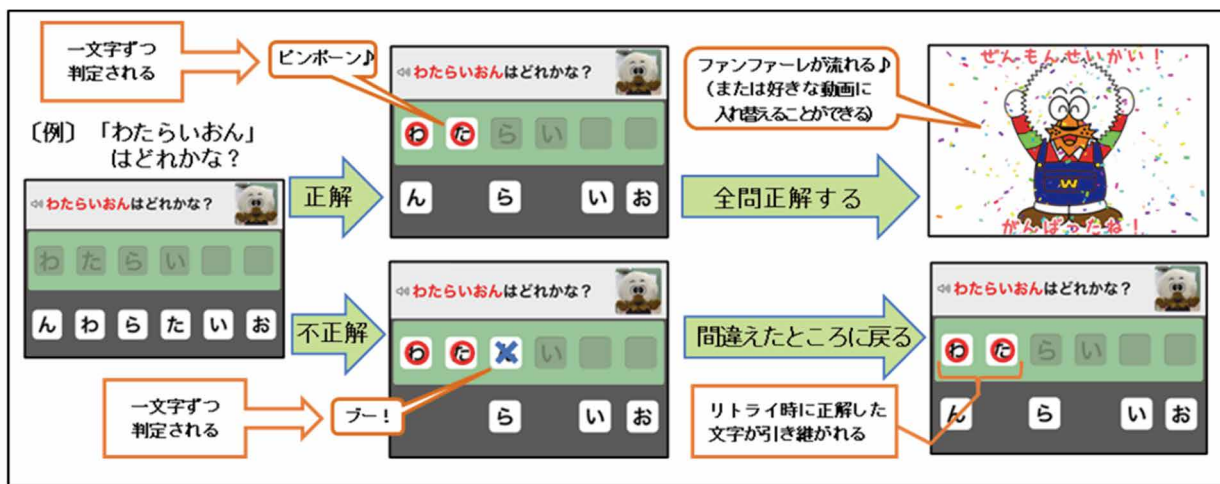 一文字ずつ
判定される
ピンポーン♪
〔例〕「わたらいおん」
はどれかな？
わたらいおんはどれかな？
わ た ら い
ん わ ら た い お
正解
わたらいおんはどれかな？
わ た ら い
ん ら い お
全問正解する
ファンファーレが流れる♪
（または好きな動画に
入れ替えることができる）
ぜんもんせいかい！
W
がんばったね！
不正解
一文字ずつ
判定される
ブー！
わたらいおんはどれかな？
わ た い
ら い お
間違えたところに戻る
わたらいおんはどれかな？
わ た ら い
ん ら い お
リトライ時に正解した
文字が引き継がれる